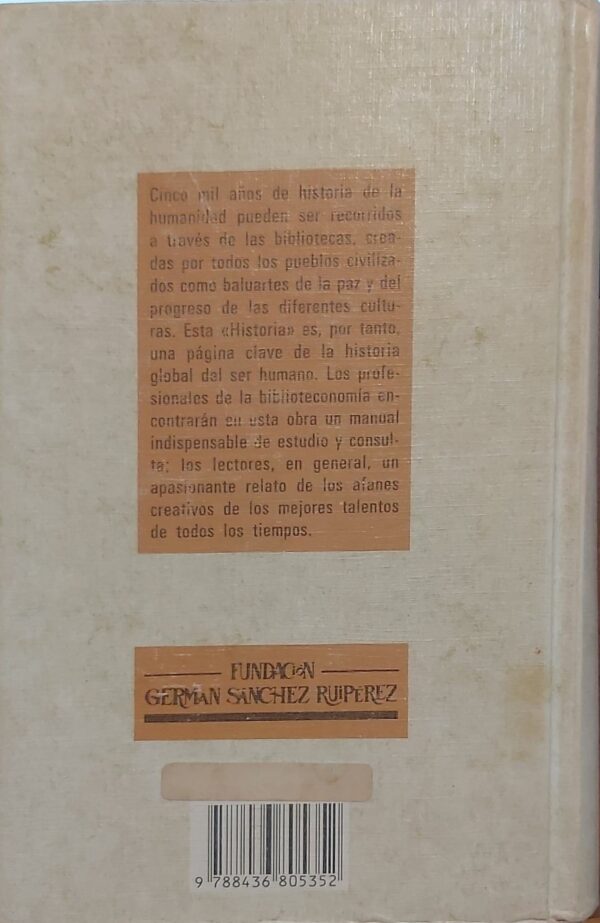 Cinco mil años de historia de la
humanidad pueden ser recorridos
a través de las bibliotecas, crea-
das por todos los pueblos civiliza-
dos como baluartes de la paz y del
progreso de las diferentes cultu-
ras. Esta «Historia» es, por tanto,
una página clave de la historia
global del ser humano. Los profe-
sionales de la biblioteconomía en-
contrarán en esta obra un manual
indispensable de estudio y consul-
ta; los lectores, en general, un
apasionante relato de los afanes
creativos de los mejores talentos
de todos los tiempos.
FUNDACIÓN
GERMAN SÁNCHEZ RUIPEREZ
9 788436 805352